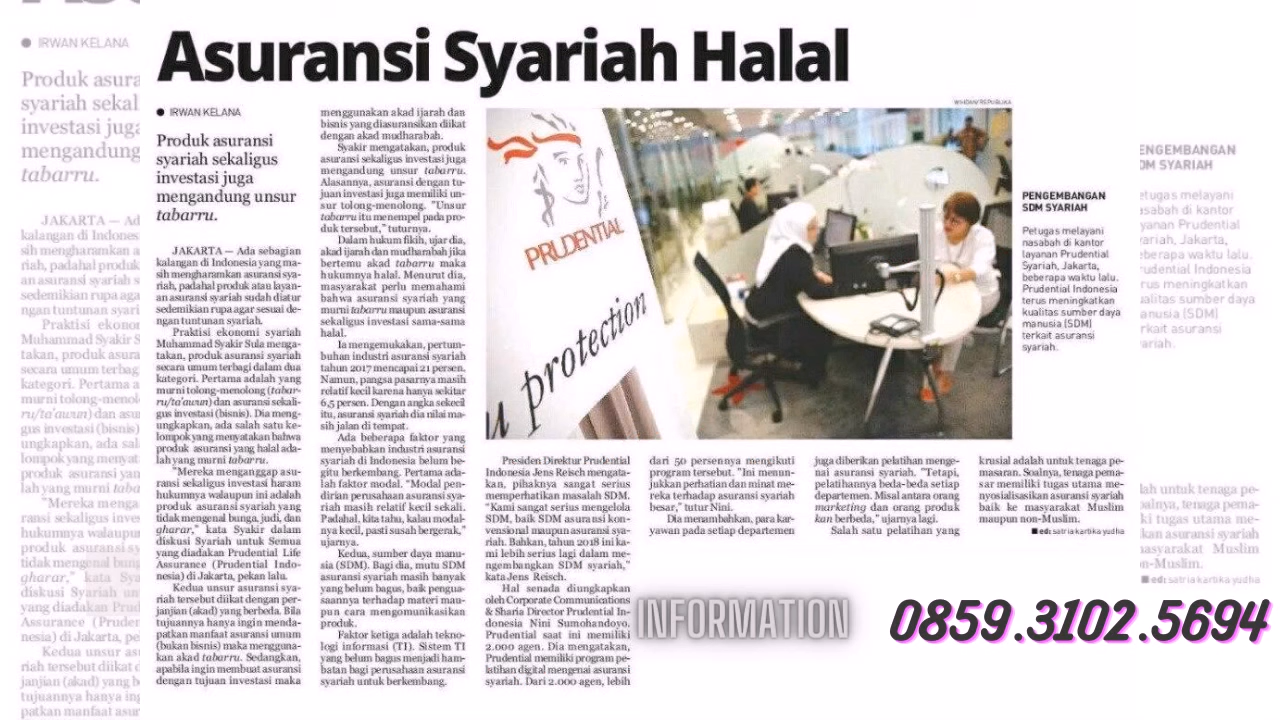 Asuransi Syariah Halal
● IRWAN KELANA
Produk asuransi
syariah sekaligus
investasi juga
mengandung unsur
tabarru.
JAKARTA — Ada sebagian
kalangan di Indonesia yang ma-
sih mengharamkan asuransi sya-
riah, padahal produk atau layan-
an asuransi syariah sudah diatur
sedemikian rupa agar sesuai de-
ngan tuntunan syariah.
Praktisi ekonomi syariah
Muhammad Syakir Sula menga-
takan, produk asuransi syariah
secara umum terbagi dalam dua
kategori. Pertama adalah yang
murni tolong-menolong (tabar-
ru/ta'awun) dan asuransi sekali-
gus investasi (bisnis). Dia meng-
ungkapkan, ada salah satu ke-
lompok yang menyatakan bahwa
produk asuransi yang halal ada-
lah yang murni tabarru.
"Mereka menganggap asu-
ransi sekaligus investasi haram
hukumnya walaupun ini adalah
produk asuransi syariah yang
tidak mengenal bunga, judi, dan
gharar," kata Syakir dalam
diskusi Syariah untuk Semua
yang diadakan Prudential Life
Assurance (Prudential Indo-
nesia) di Jakarta, pekan lalu.
Kedua unsur asuransi sya-
riah tersebut diikat dengan per-
janjian (akad) yang berbeda. Bila
tujuannya hanya ingin menda-
patkan manfaat asuransi umum
(bukan bisnis) maka mengguna-
kan akad tabarru. Sedangkan,
apabila ingin membuat asuransi
dengan tujuan investasi maka
menggunakan akad ijarah dan
bisnis yang diasuransikan diikat
dengan akad mudharabah.
Syakir mengatakan, produk
asuransi sekaligus investasi juga
mengandung unsur tabarru.
Alasannya, asuransi dengan tu-
juan investasi juga memiliki un-
sur tolong-menolong. "Unsur
tabarru itu menempel pada pro-
duk tersebut," tuturnya.
Dalam hukum fikih, ujar dia,
akad ijarah dan mudharabah jika
bertemu akad tabarru maka
hukumnya halal. Menurut dia,
masyarakat perlu memahami
bahwa asuransi syariah yang
murni tabarru maupun asuransi
sekaligus investasi sama-sama
halal.
Ia mengemukakan, pertum-
buhan industri asuransi syariah
tahun 2017 mencapai 21 persen.
Namun, pangsa pasarnya masih
relatif kecil karena hanya sekitar
6,5 persen. Dengan angka sekecil
itu, asuransi syariah dia nilai ma-
sih jalan di tempat.
Ada beberapa faktor yang
menyebabkan industri asuransi
syariah di Indonesia belum be-
gitu berkembang. Pertama ada-
lah faktor modal. "Modal pen-
dirian perusahaan asuransi sya-
riah masih relatif kecil sekali.
Padahal, kita tahu, kalau modal-
nya kecil, pasti susah bergerak,"
ujarnya.
Kedua, sumber daya manu-
sia (SDM). Bagi dia, mutu SDM
asuransi syariah masih banyak
yang belum bagus, baik pengua-
saannya terhadap materi mau-
pun cara mengomunikasikan
produk.
Faktor ketiga adalah tekno-
logi informasi (TI). Sistem TI
yang belum bagus menjadi ham-
batan bagi perusahaan asuransi
syariah untuk berkembang.
WIHDAN/REPUBLIKA
PRUDENTIAL
u protection
PENGEMBANGAN
SDM SYARIAH
Petugas melayani
nasabah di kantor
layanan Prudential
Syariah, Jakarta,
beberapa waktu lalu.
Prudential Indonesia
terus meningkatkan
kualitas sumber daya
manusia (SDM)
terkait asuransi
syariah.
Presiden Direktur Prudential
Indonesia Jens Reisch mengata-
kan, pihaknya sangat serius
memperhatikan masalah SDM.
"Kami sangat serius mengelola
SDM, baik SDM asuransi kon-
vensional maupun asuransi sya-
riah. Bahkan, tahun 2018 ini ka-
mi lebih serius lagi dalam me-
ngembangkan SDM syariah,"
kata Jens Reisch.
Hal senada diungkapkan
oleh Corporate Communications
& Sharia Director Prudential In-
donesia Nini Sumohandoyo.
Prudential saat ini memiliki
2.000 agen. Dia mengatakan,
Prudential memiliki program pe-
latihan digital mengenai asuransi
syariah. Dari 2.000 agen, lebih
dari 50 persennya mengikuti
program tersebut. "Ini menun-
jukkan perhatian dan minat me-
reka terhadap asuransi syariah
besar," tutur Nini.
Dia menambahkan, para kar-
yawan pada setiap departemen
juga diberikan pelatihan menge-
nai asuransi syariah. "Tetapi,
pelatihannya beda-beda setiap
departemen. Misal antara orang
marketing dan orang produk
kan berbeda," ujarnya lagi.
Salah satu pelatihan yang
krusial adalah untuk tenaga pe-
masaran. Soalnya, tenaga pema-
sar memiliki tugas utama me-
nyosialisasikan asuransi syariah
baik ke masyarakat Muslim
maupun non-Muslim.
■ ed: satria kartika yudha
INFORMATION
0859.3102.5694